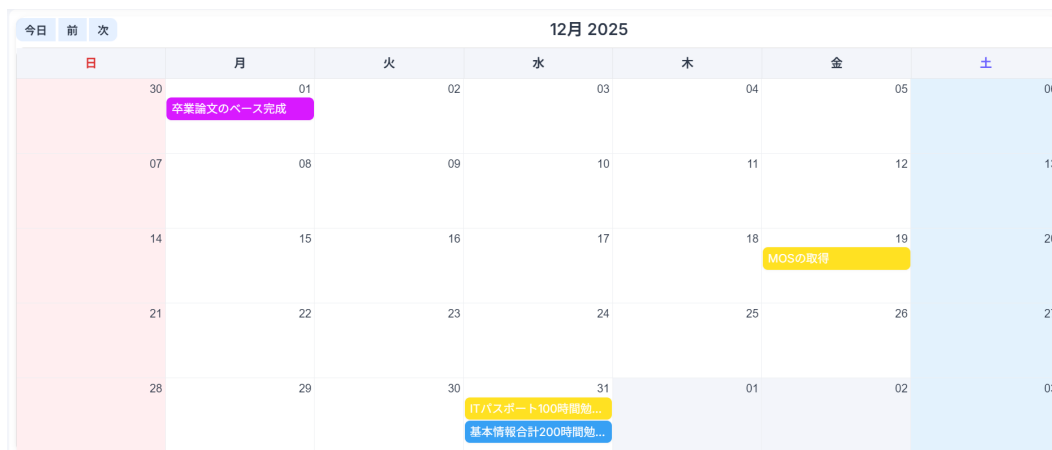 今日 前 次
12月 2025
日 月 火 水 木 金 土
30 01 02 03 04 05
卒業論文のベース完成
07 08 09 10 11 12
14 15 16 17 18 19
MOSの取得
21 22 23 24 25 26
28 29 30 31 01 02
ITパスポート100時間勉...
基本情報合計200時間勉...